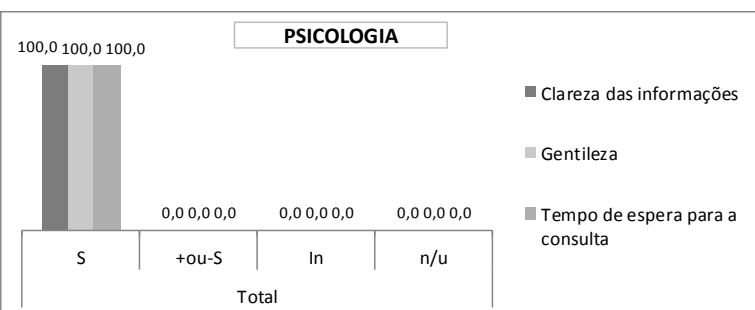 PSICOLOGIA
100,0 100,0 100,0
0,0 0,0 0,0 0,0 0,0 0,0 0,0 0,0 0,0
S +ou-S In n/u
Total
Clareza das informações
Gentileza
Tempo de espera para a
consulta